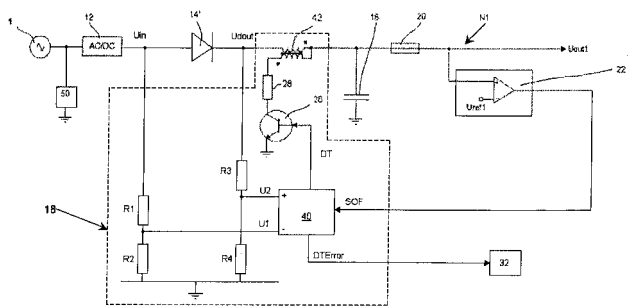 1
12
AC/DC
Uin
14'
Udout
42
16
20
N1
Uout1
22
Uref1
50
28
26
DT
R3
R1
U2
+
40
SOF
U1
-
18
R2
R4
DTError
32